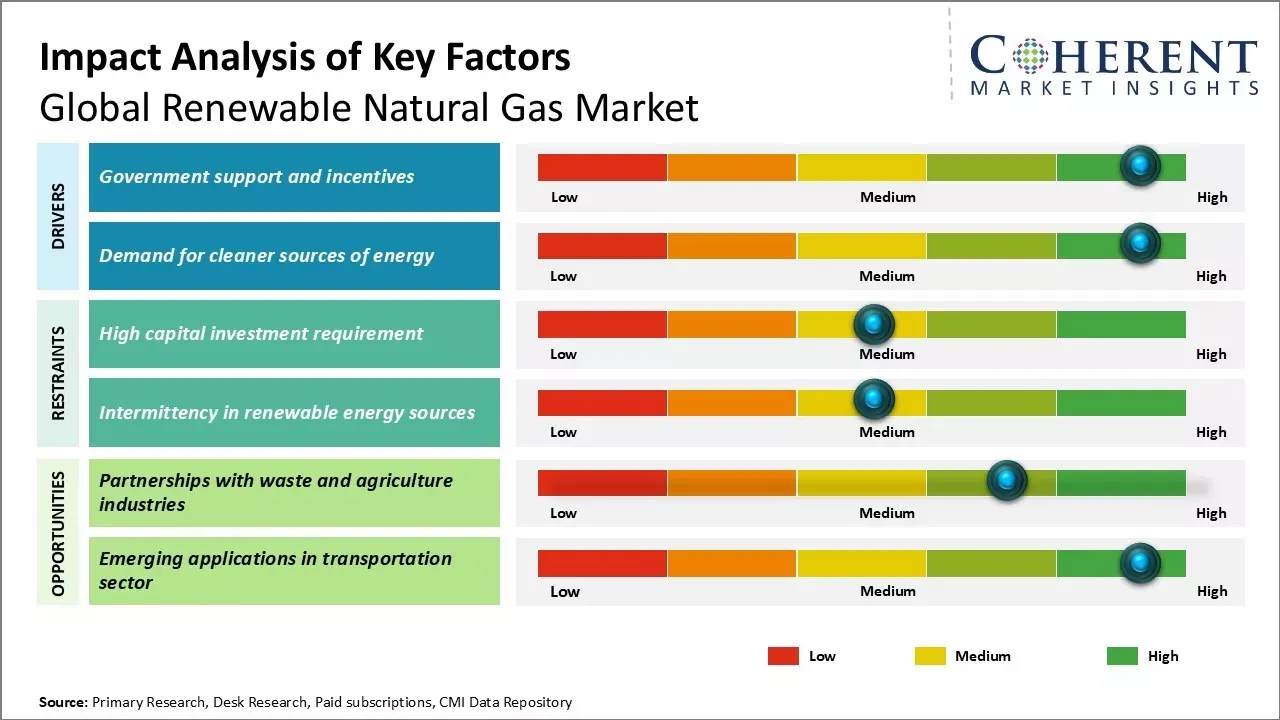 Impact Analysis of Key Factors
Global Renewable Natural Gas Market
COHERENT
MARKET INSIGHTS
DRIVERS
Government support and incentives
Low Medium High
Demand for cleaner sources of energy
Low Medium High
RESTRAINTS
High capital investment requirement
Low Medium High
Intermittency in renewable energy sources
Low Medium High
OPPORTUNITIES
Partnerships with waste and agriculture
industries
Low Medium High
Emerging applications in transportation
sector
Low Medium High
Low Medium High
Source: Primary Research, Desk Research, Paid subscriptions, CMI Data Repository